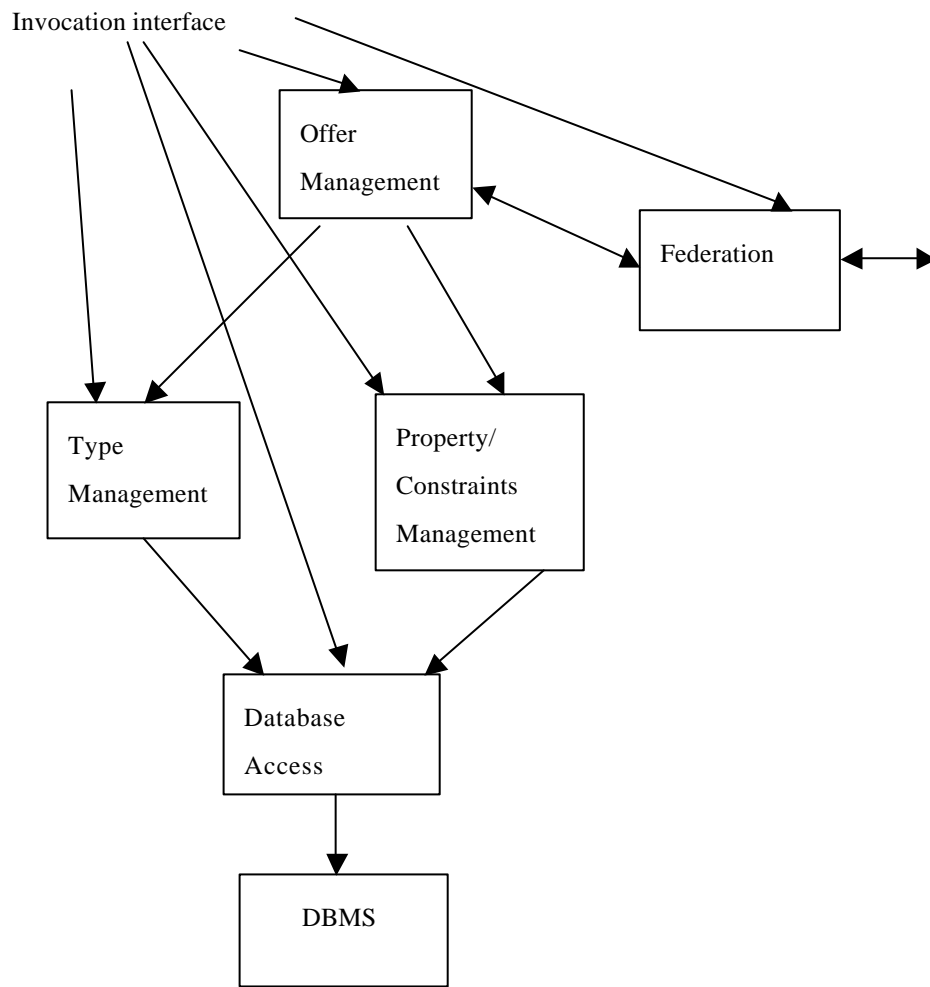 Invocation interface
Offer
Management
Federation
Type
Management
Property/
Constraints
Management
Database
Access
DBMS